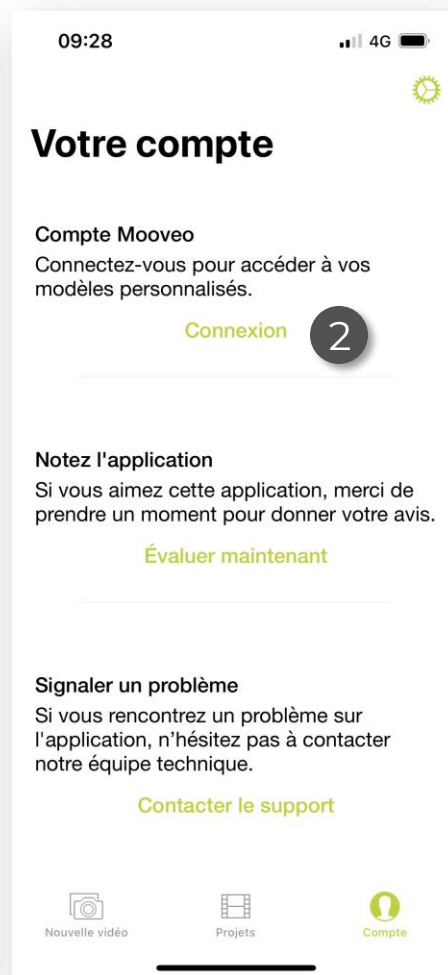 09:28
4G
Votre compte
Compte Mooveo
Connectez-vous pour accéder à vos
modèles personnalisés.
Connexion 2
Notez l'application
Si vous aimez cette application, merci de
prendre un moment pour donner votre avis.
Évaluer maintenant
Signaler un problème
Si vous rencontrez un problème sur
l'application, n’hésitez pas à contacter
notre équipe technique.
Contacter le support
Nouvelle vidéo Projets Compte